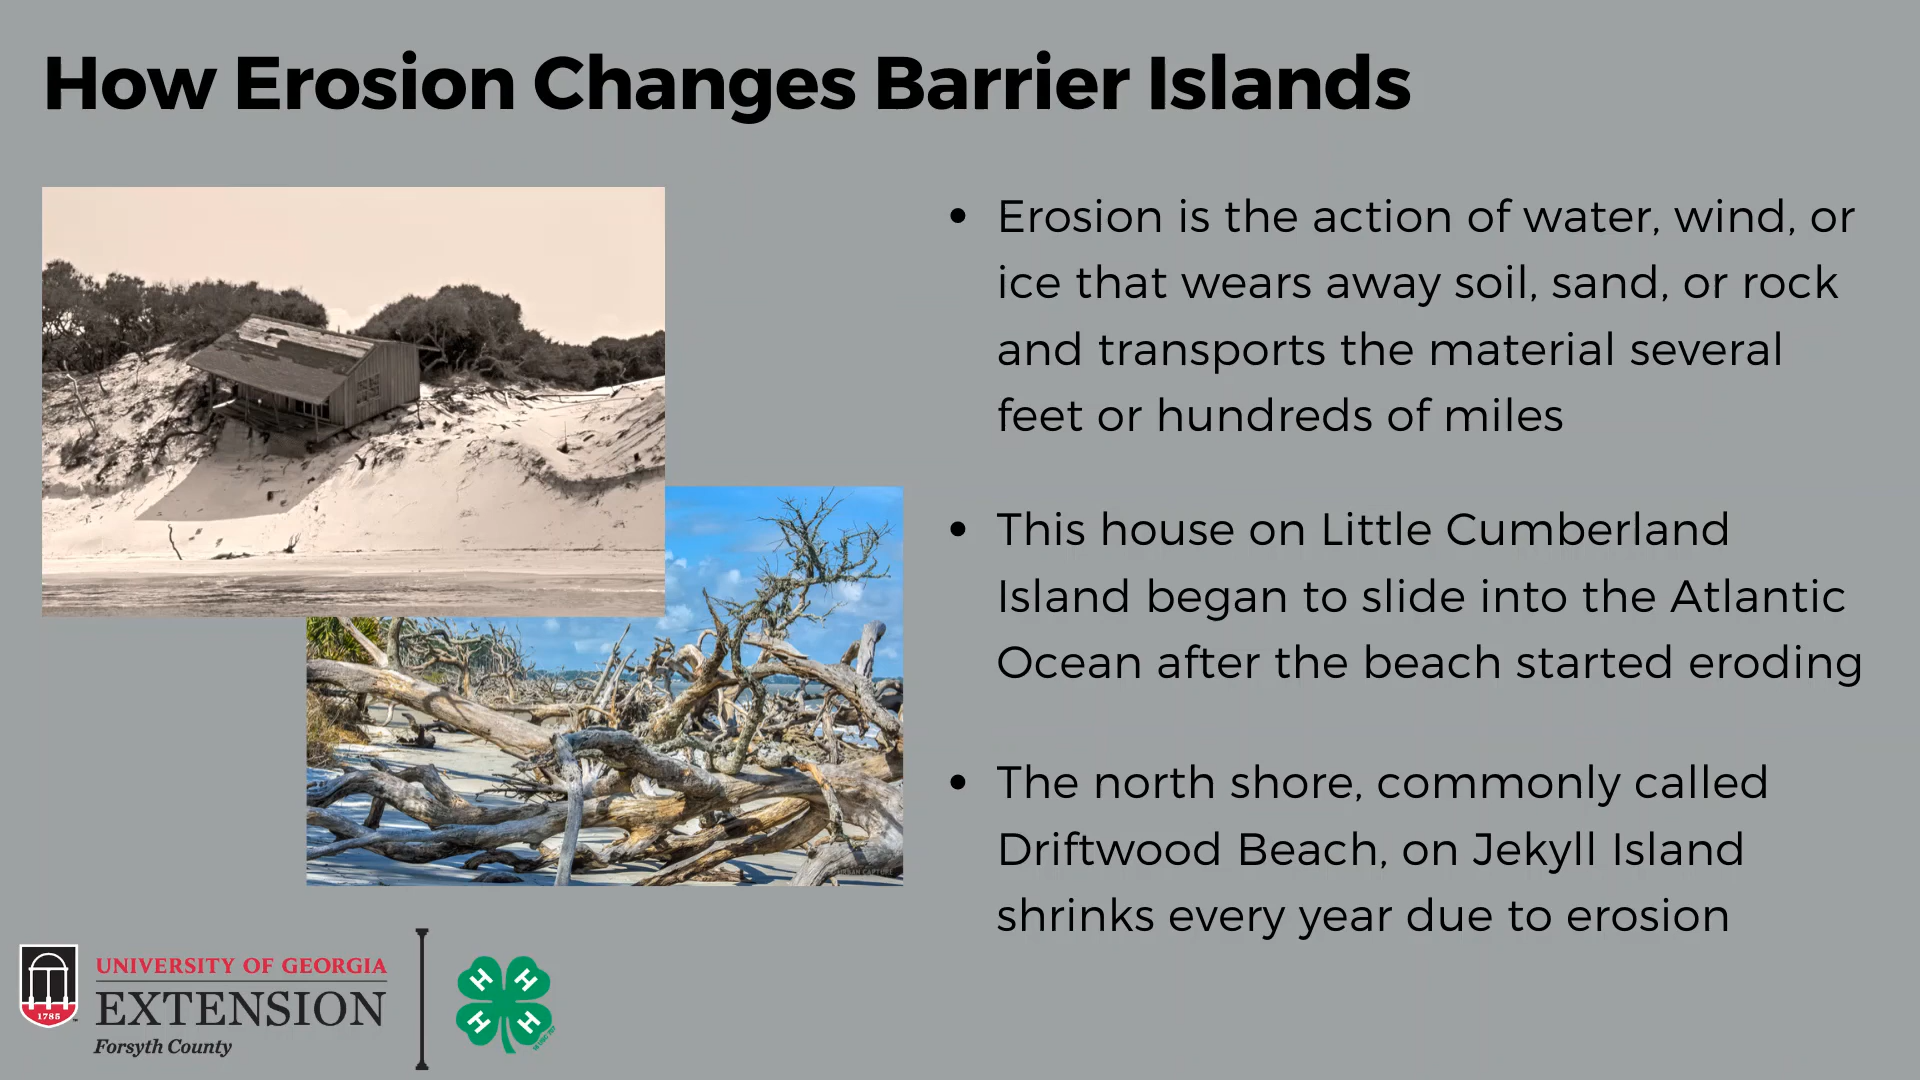 How Erosion Changes Barrier Islands
• Erosion is the action of water, wind, or
ice that wears away soil, sand, or rock
and transports the material several
feet or hundreds of miles
• This house on Little Cumberland
Island began to slide into the Atlantic
Ocean after the beach started eroding
• The north shore, commonly called
Driftwood Beach, on Jekyll Island
shrinks every year due to erosion
URBAN CAPTURE
1785
UNIVERSITY OF GEORGIA
EXTENSION
Forsyth County
H H
H H